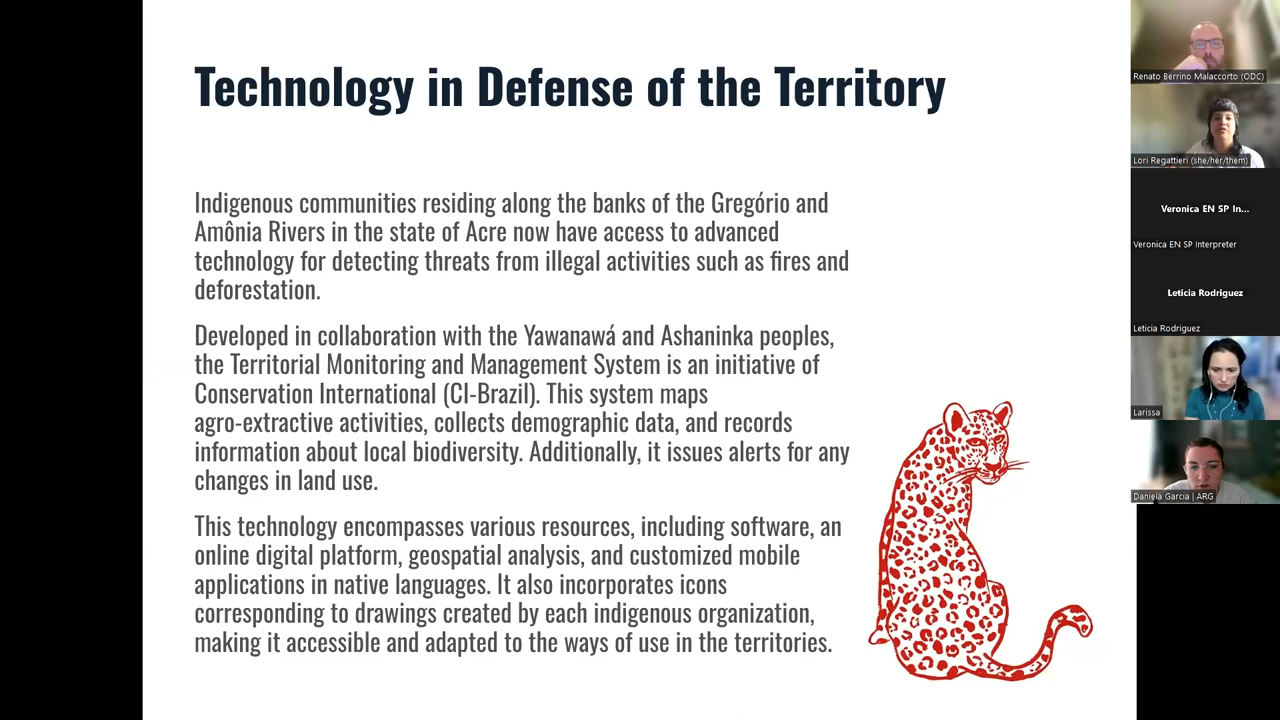 Technology in Defense of the Territory
Indigenous communities residing along the banks of the Gregório and
Amônia Rivers in the state of Acre now have access to advanced
technology for detecting threats from illegal activities such as fires and
deforestation.
Developed in collaboration with the Yawanawá and Ashaninka peoples,
the Territorial Monitoring and Management System is an initiative of
Conservation International (CI-Brazil). This system maps
agro-extractive activities, collects demographic data, and records
information about local biodiversity. Additionally, it issues alerts for any
changes in land use.
This technology encompasses various resources, including software, an
online digital platform, geospatial analysis, and customized mobile
applications in native languages. It also incorporates icons
corresponding to drawings created by each indigenous organization,
making it accessible and adapted to the ways of use in the territories.
Renato Berrino Malaccorto (ODC)
Lori Regattieri (she/her/them)
Veronica EN SP In...
Veronica EN SP Interpreter
Leticia Rodriguez
Leticia Rodriguez
Larissa
Daniela Garcia | ARG